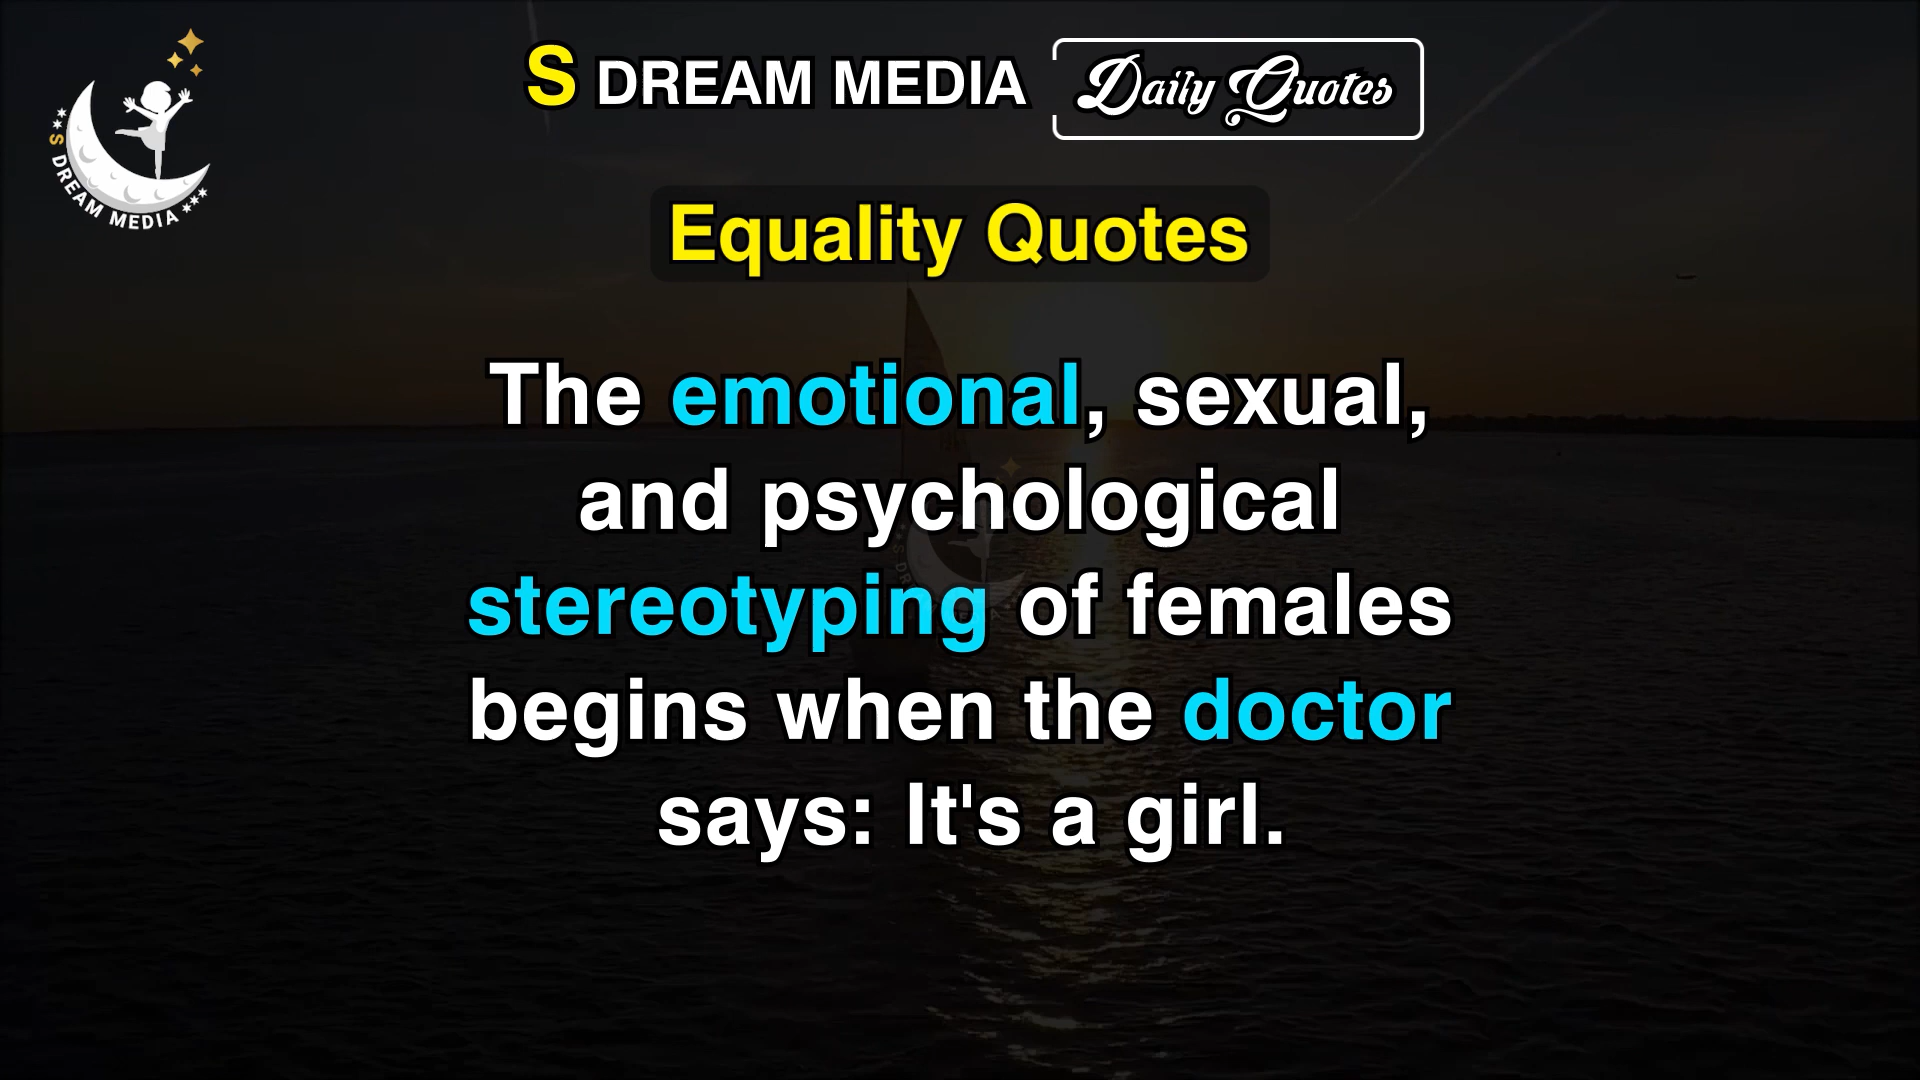 S DREAM MEDIA
S DREAM MEDIA Daily Quotes
Equality Quotes
The emotional, sexual,
and psychological
stereotyping of females
begins when the doctor
says: It's a girl.